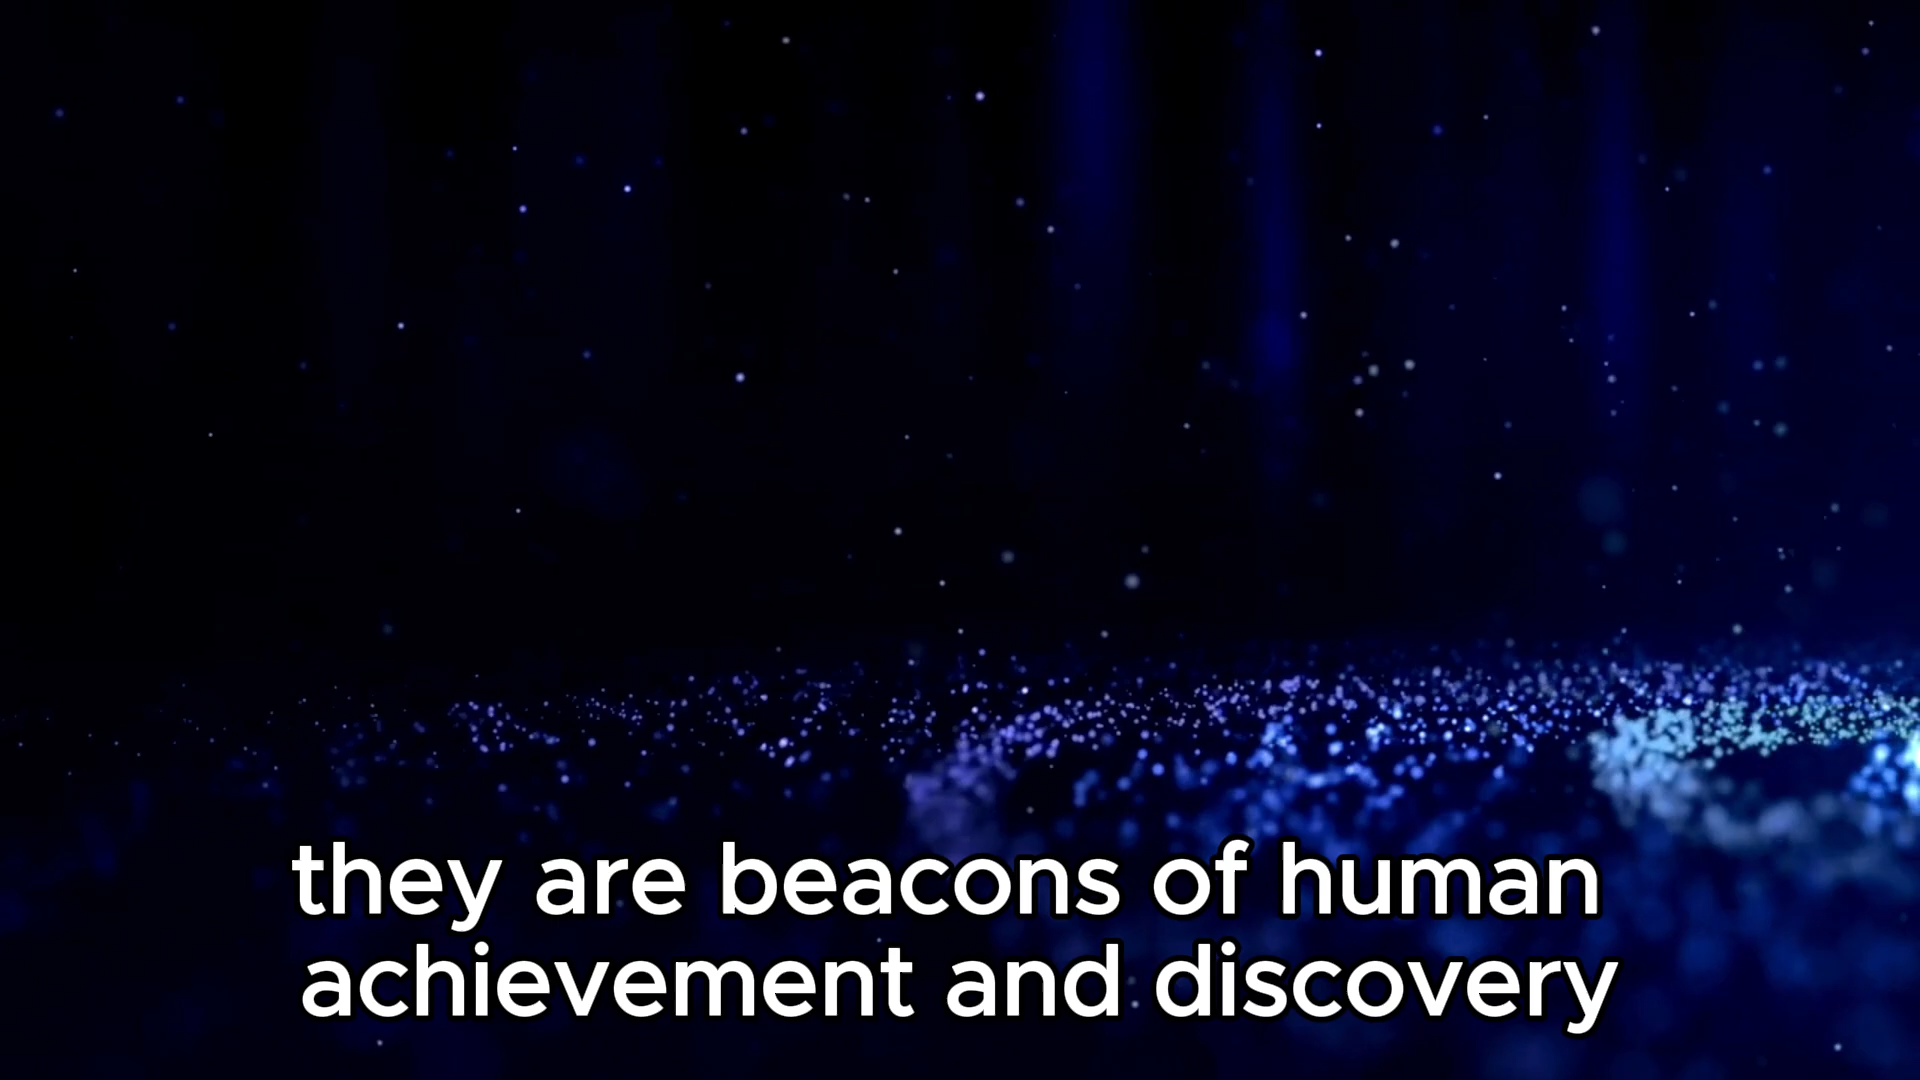 they are beacons of human
achievement and discovery